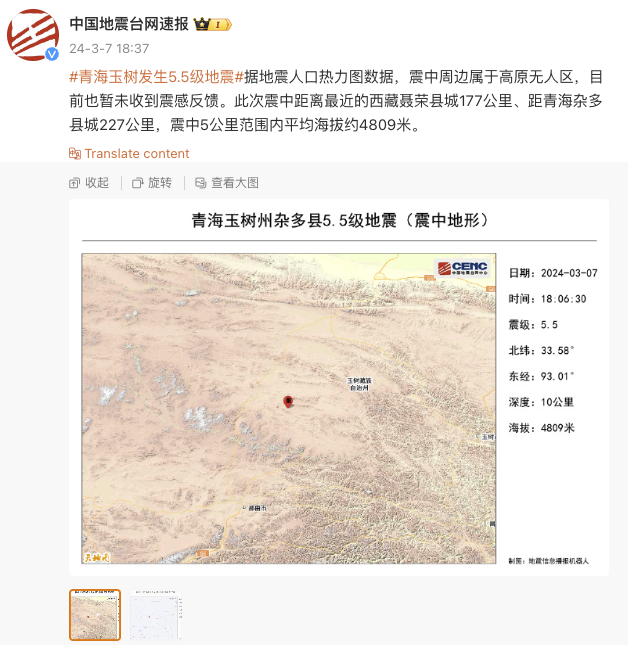 中国地震台网速报 I
24-3-7 18:37
#青海玉树发生5.5级地震#据地震人口热力图数据，震中周边属于高原无人区，目
前也暂未收到震感反馈。此次震中距离最近的西藏聂荣县城177公里、距青海杂多
县城227公里，震中5公里范围内平均海拔约4809米。
Translate content
收起 旋转 查看大图
青海玉树州杂多县5.5级地震（震中地形）
CENC
中国地震台网中心
日期：2024-03-07
时间：18:06:30
震级：5.5
北纬：33.58°
东经：93.01°
深度：10公里
海拔：4809米
玉树藏族
自治州
玉树
那曲市
天地图
制图：地震信息播报机器人